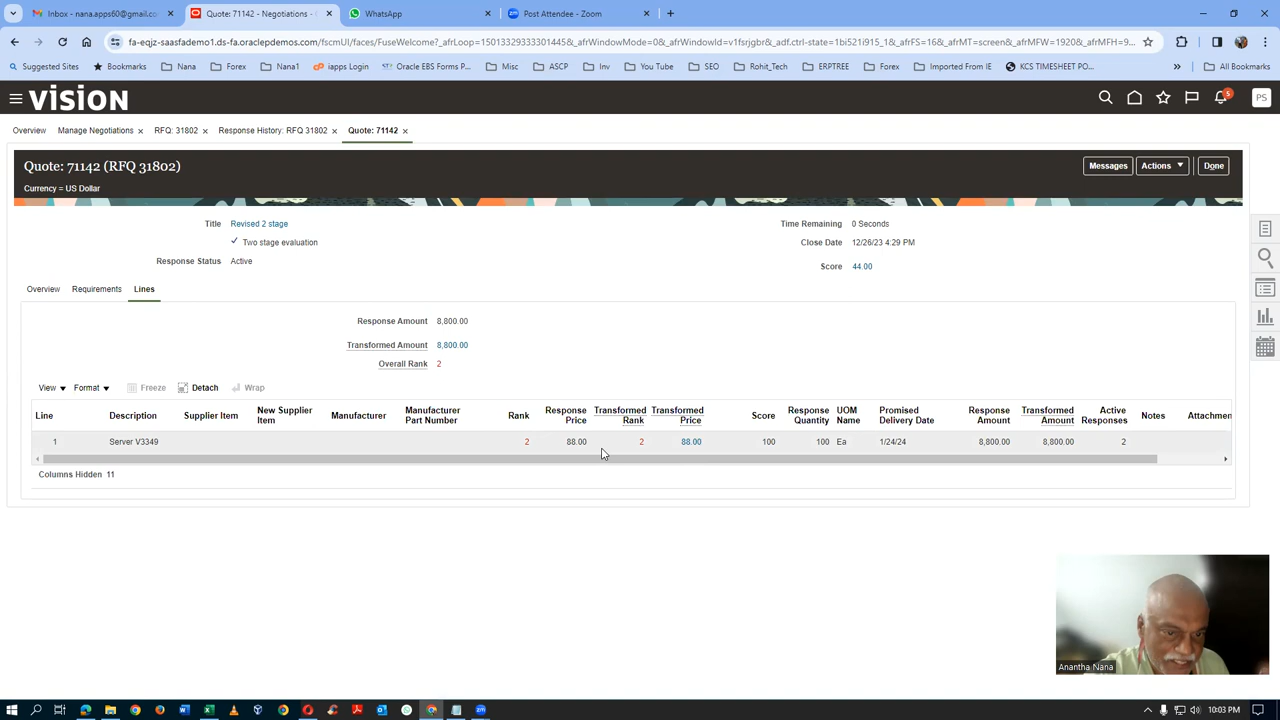 Inbox - nana.apps60@gmail.co
Quote: 71142 - Negotiations -
WhatsApp
Post Attendee - Zoom
fa-eqjz-saasfademo1.ds-fa.oraclepdemos.com/fscmUI/faces/FuseWelcome?_afrLoop=15013329333301445&_afrWindowMode=0&_afrWindowId=v1fsrjgbr&_adf.ctrl-state=1bi521i915_1&_afrFS=16&_afrMT=screen&_afrMFW=1920&_afrMFH=9...
Suggested Sites Bookmarks Nana Forex Nana1 iapps Login Oracle EBS Forms P... Misc ASCP Inv You Tube SEO Rohit_Tech ERPTREE Forex Imported From IE KCS TIMESHEET PO... » All Bookmarks
VISION 5 PS
Overview Manage Negotiations × RFQ: 31802 × Response History: RFQ 31802 × Quote: 71142 ×
Quote: 71142 (RFQ 31802) Messages Actions Done
Currency = US Dollar
Title Revised 2 stage Time Remaining 0 Seconds
Two stage evaluation Close Date 12/26/23 4:29 PM
Response Status Active Score 44.00
Overview Requirements Lines
Response Amount 8,800.00
Transformed Amount 8,800.00
Overall Rank 2
View Format Freeze Detach Wrap
Line Description Supplier Item New Supplier Item Manufacturer Manufacturer Part Number Rank Response Price Transformed Rank Transformed Price Score Response Quantity UOM Name Promised Delivery Date Response Amount Transformed Amount Active Responses Notes Attachmen
1 Server V3349 2 88.00 2 88.00 100 100 Ea 1/24/24 8,800.00 8,800.00 2
Columns Hidden 11
Anantha Nana
10:03 PM